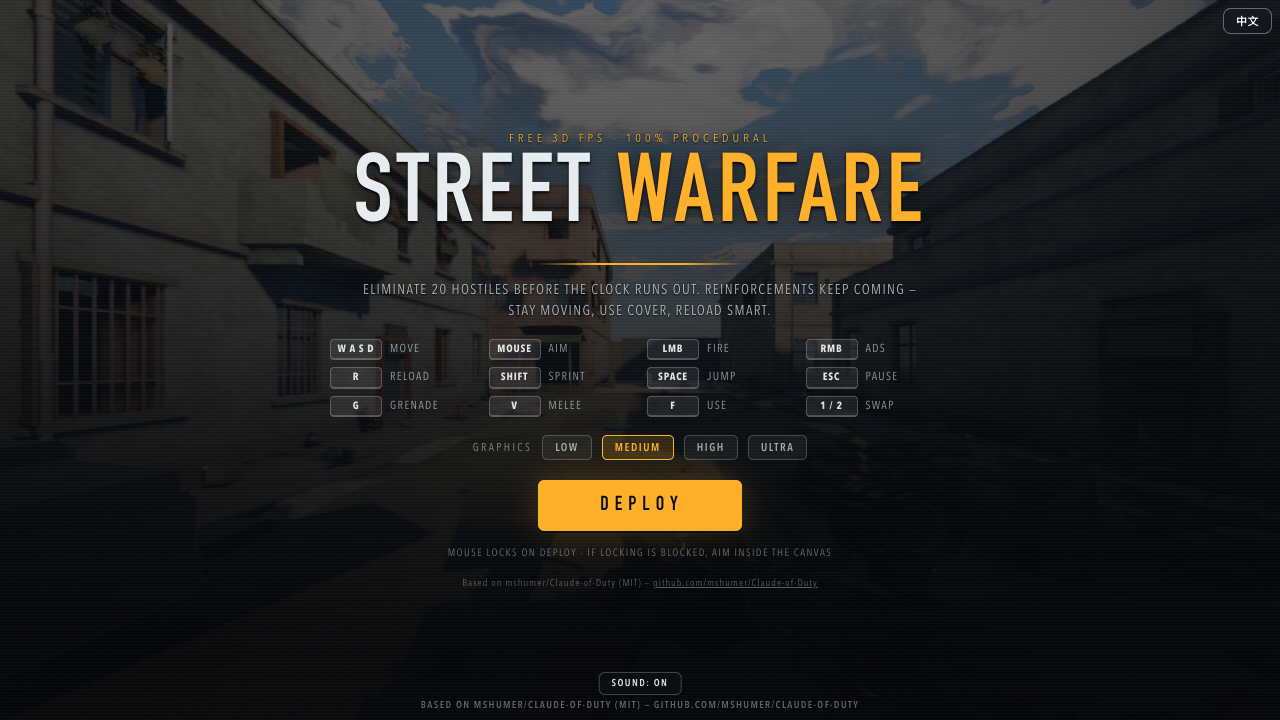 中文
FREE 3D FPS · 100% PROCEDURAL
STREET WARFARE
ELIMINATE 20 HOSTILES BEFORE THE CLOCK RUNS OUT. REINFORCEMENTS KEEP COMING –
STAY MOVING, USE COVER, RELOAD SMART.
W A S D MOVE MOUSE AIM LMB FIRE RMB ADS
R RELOAD SHIFT SPRINT SPACE JUMP ESC PAUSE
G GRENADE V MELEE F USE 1 / 2 SWAP
GRAPHICS LOW MEDIUM HIGH ULTRA
DEPLOY
MOUSE LOCKS ON DEPLOY · IF LOCKING IS BLOCKED, AIM INSIDE THE CANVAS
Based on mshumer/Claude-of-Duty (MIT) – github.com/mshumer/Claude-of-Duty
SOUND: ON
BASED ON MSHUMER/CLAUDE-OF-DUTY (MIT) – GITHUB.COM/MSHUMER/CLAUDE-OF-DUTY